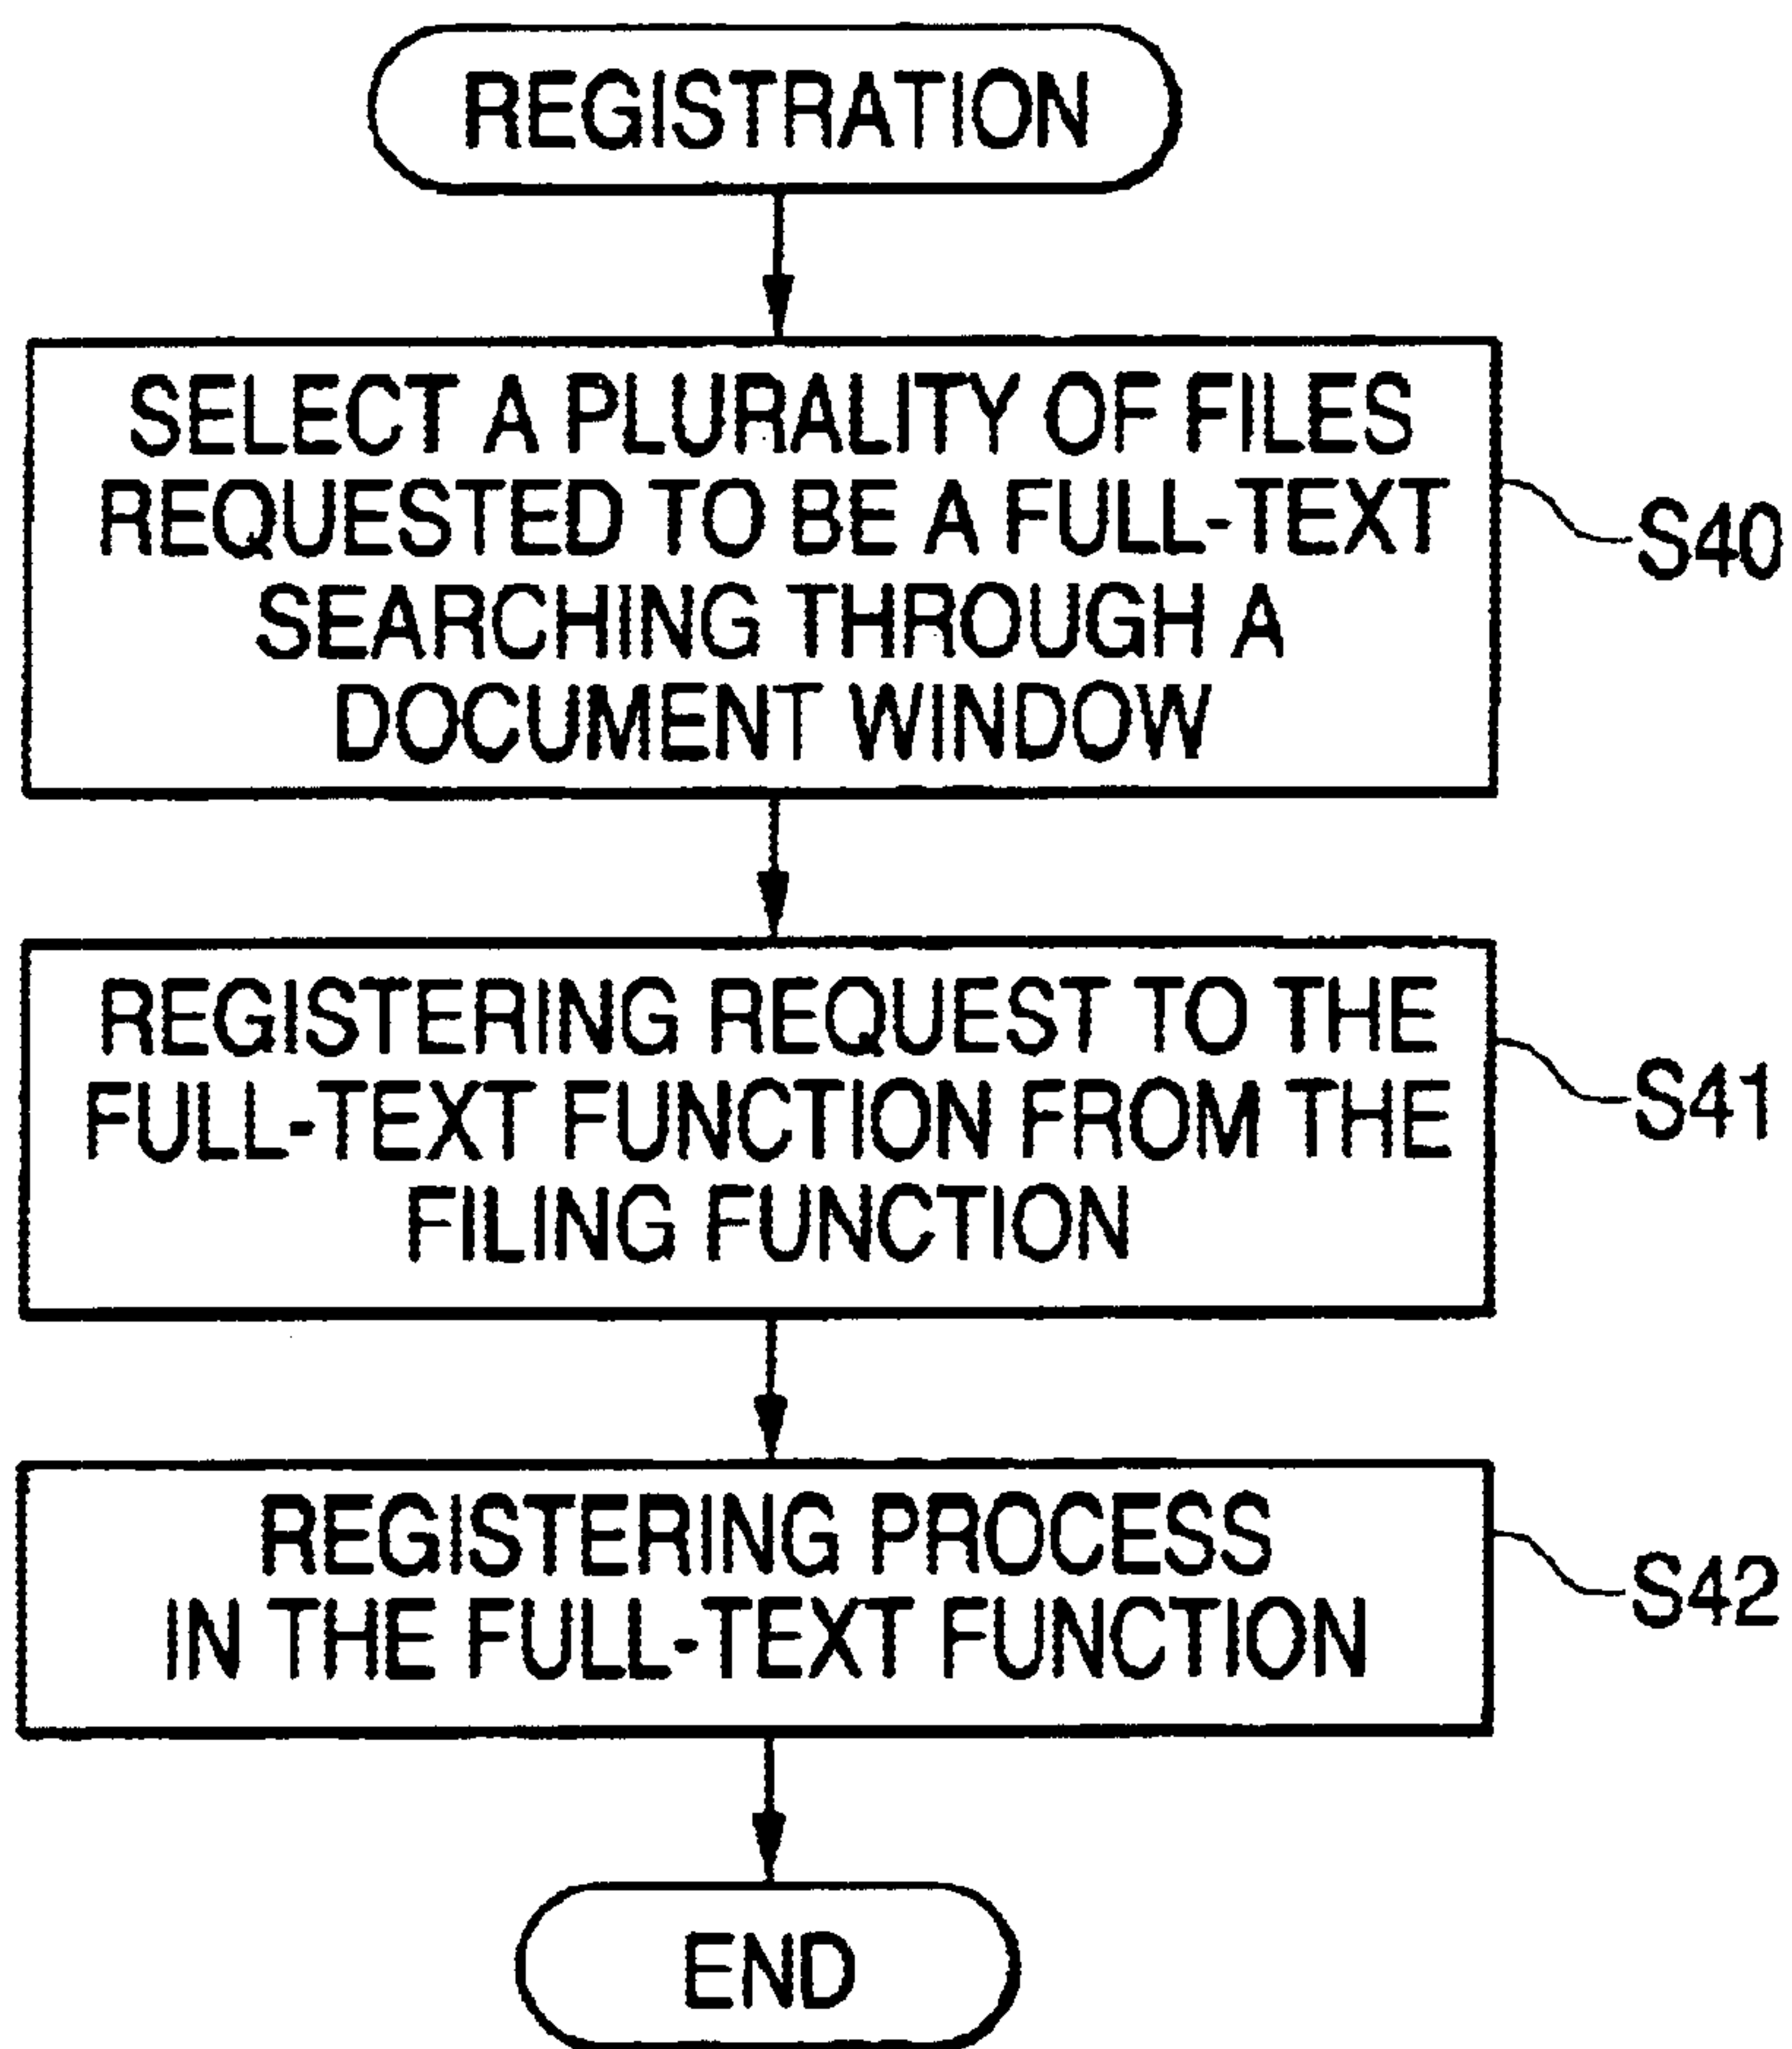 REGISTRATION
SELECT A PLURALITY OF FILES
REQUESTED TO BE A FULL-TEXT
SEARCHING THROUGH A
DOCUMENT WINDOW
S40
REGISTERING REQUEST TO THE
FULL-TEXT FUNCTION FROM THE
FILING FUNCTION
S41
REGISTERING PROCESS
IN THE FULL-TEXT FUNCTION
S42
END